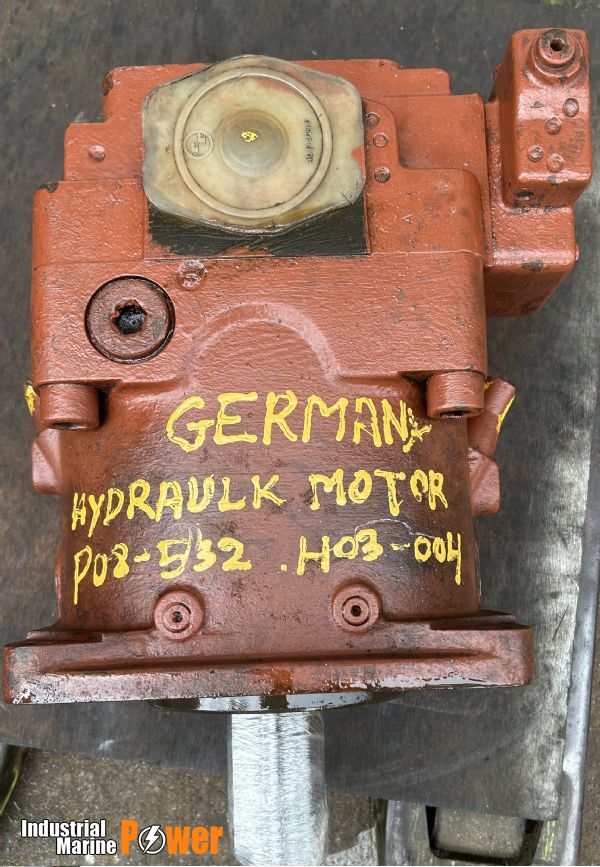 GERMANY
HYDRAULK MOTOR
P08-532 .H03-004
Industrial
Marine Power